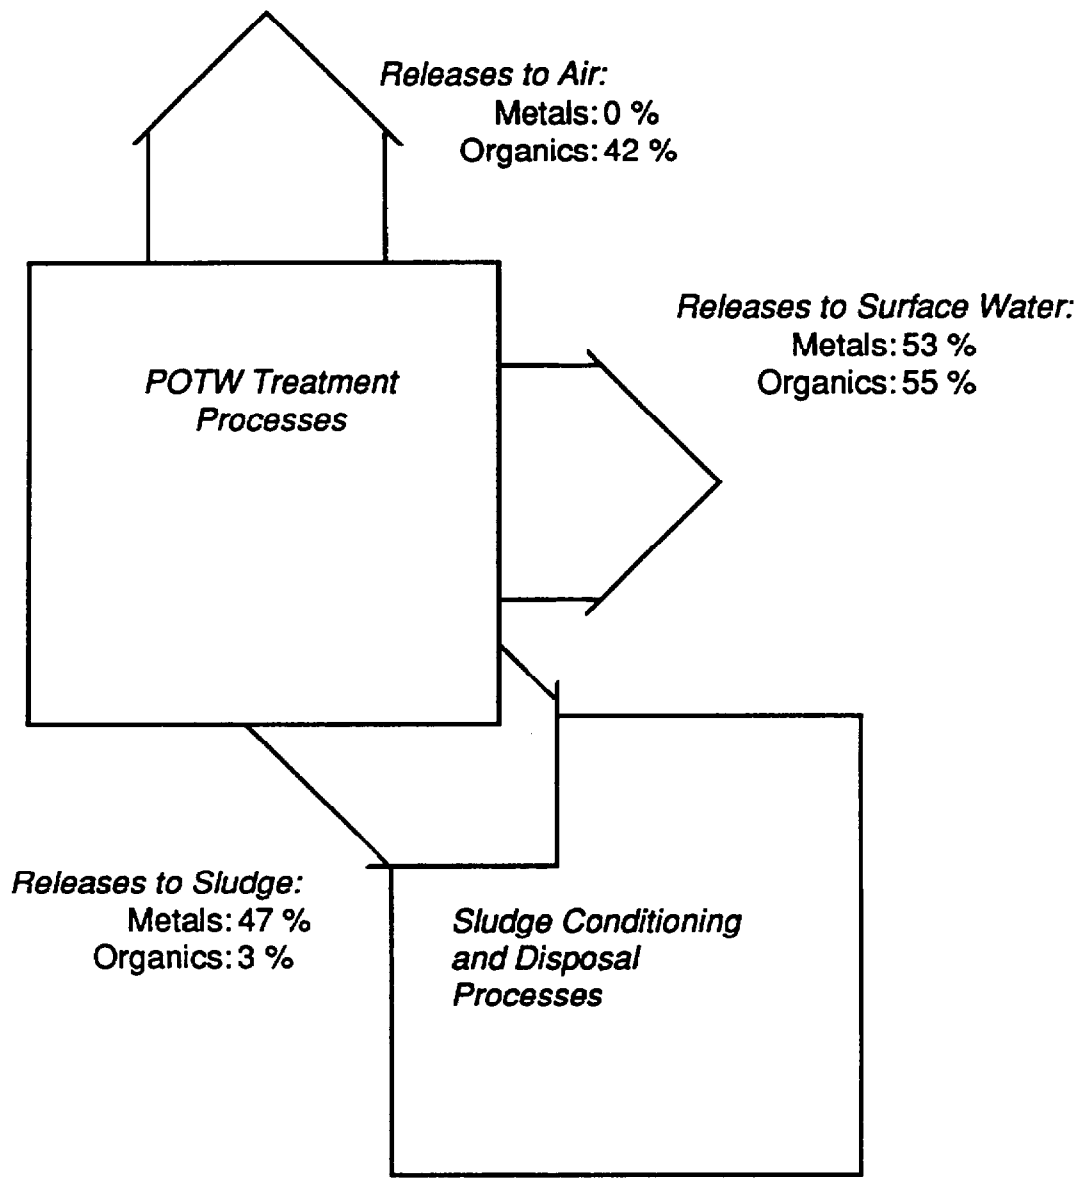 Releases to Air:
Metals: 0 %
Organics: 42 %
Releases to Surface Water:
Metals: 53 %
Organics: 55 %
POTW Treatment
Processes
Releases to Sludge:
Metals: 47 %
Organics: 3 %
Sludge Conditioning
and Disposal
Processes